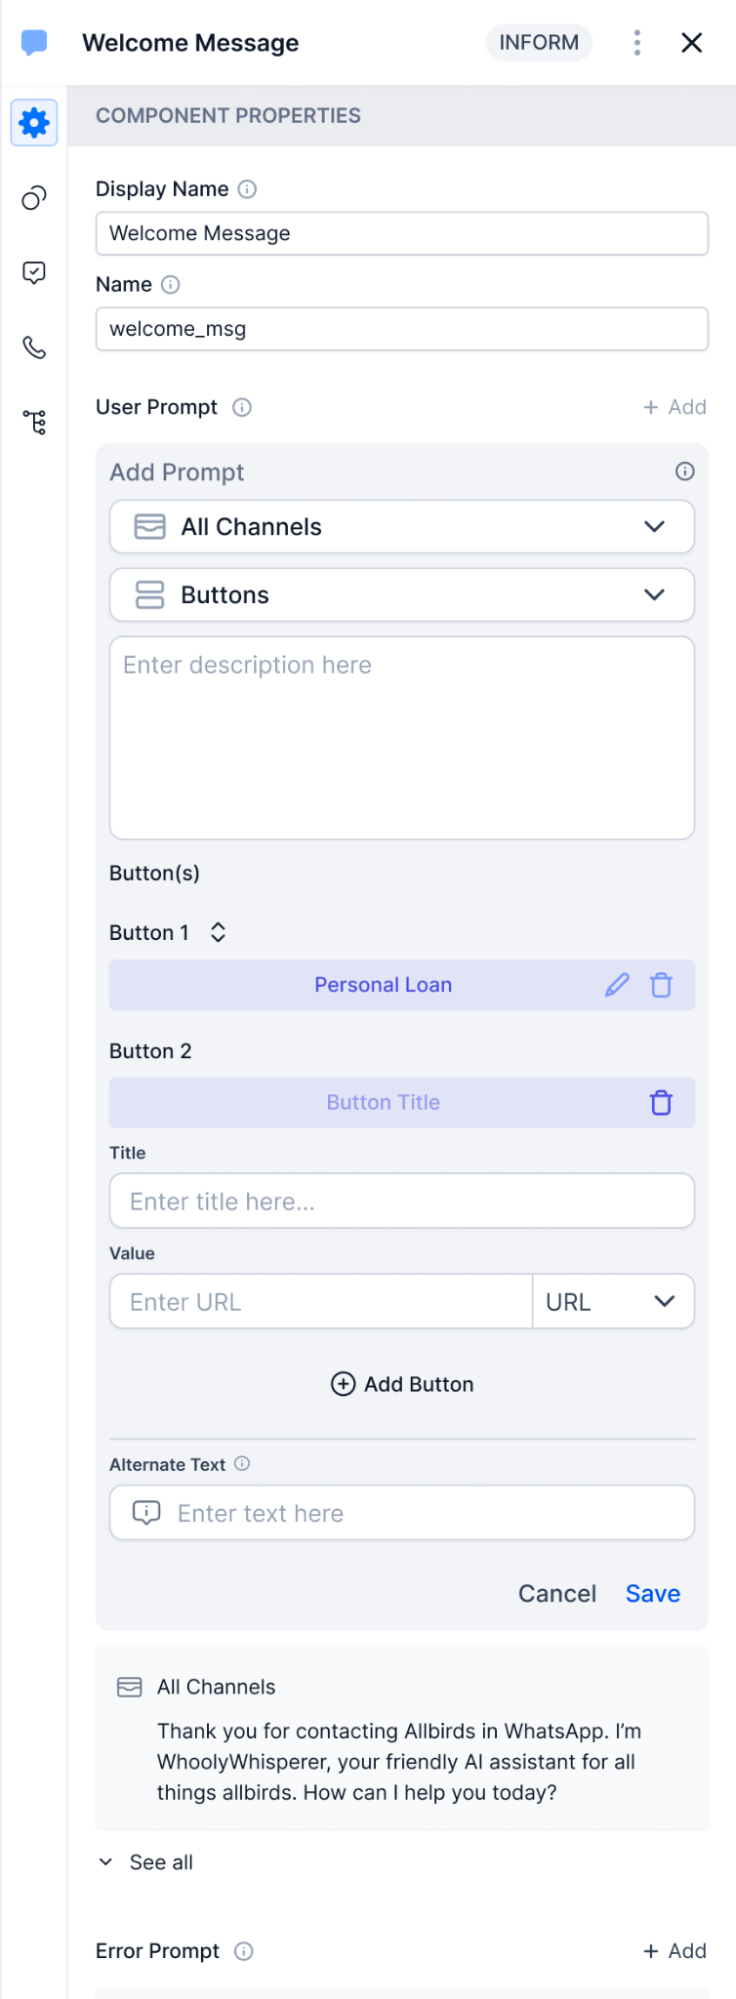 Welcome Message INFORM
COMPONENT PROPERTIES
Display Name
Welcome Message
Name
welcome_msg
User Prompt + Add
Add Prompt
All Channels
Buttons
Enter description here
Button(s)
Button 1
Personal Loan
Button 2
Button Title
Title
Enter title here...
Value
Enter URL URL
Add Button
Alternate Text
Enter text here
Cancel Save
All Channels
Thank you for contacting Allbirds in WhatsApp. I’m
WhoolyWhisperer, your friendly AI assistant for all
things allbirds. How can I help you today?
See all
Error Prompt + Add